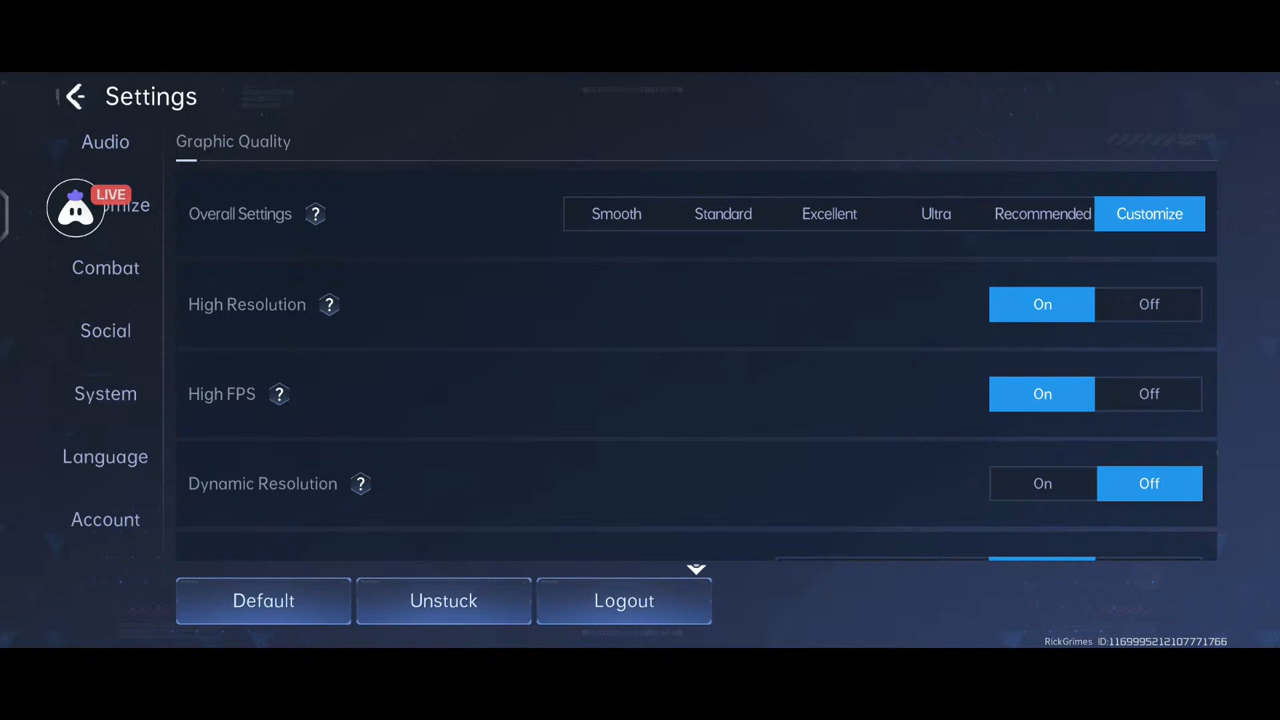 Settings
Audio
Graphic Quality
LIVE
omize
Overall Settings ? Smooth Standard Excellent Ultra Recommended Customize
Combat
High Resolution ? On Off
Social
System
High FPS ? On Off
Language
Dynamic Resolution ? On Off
Account
Default Unstuck Logout
RickGrimes ID:1169995212107771766